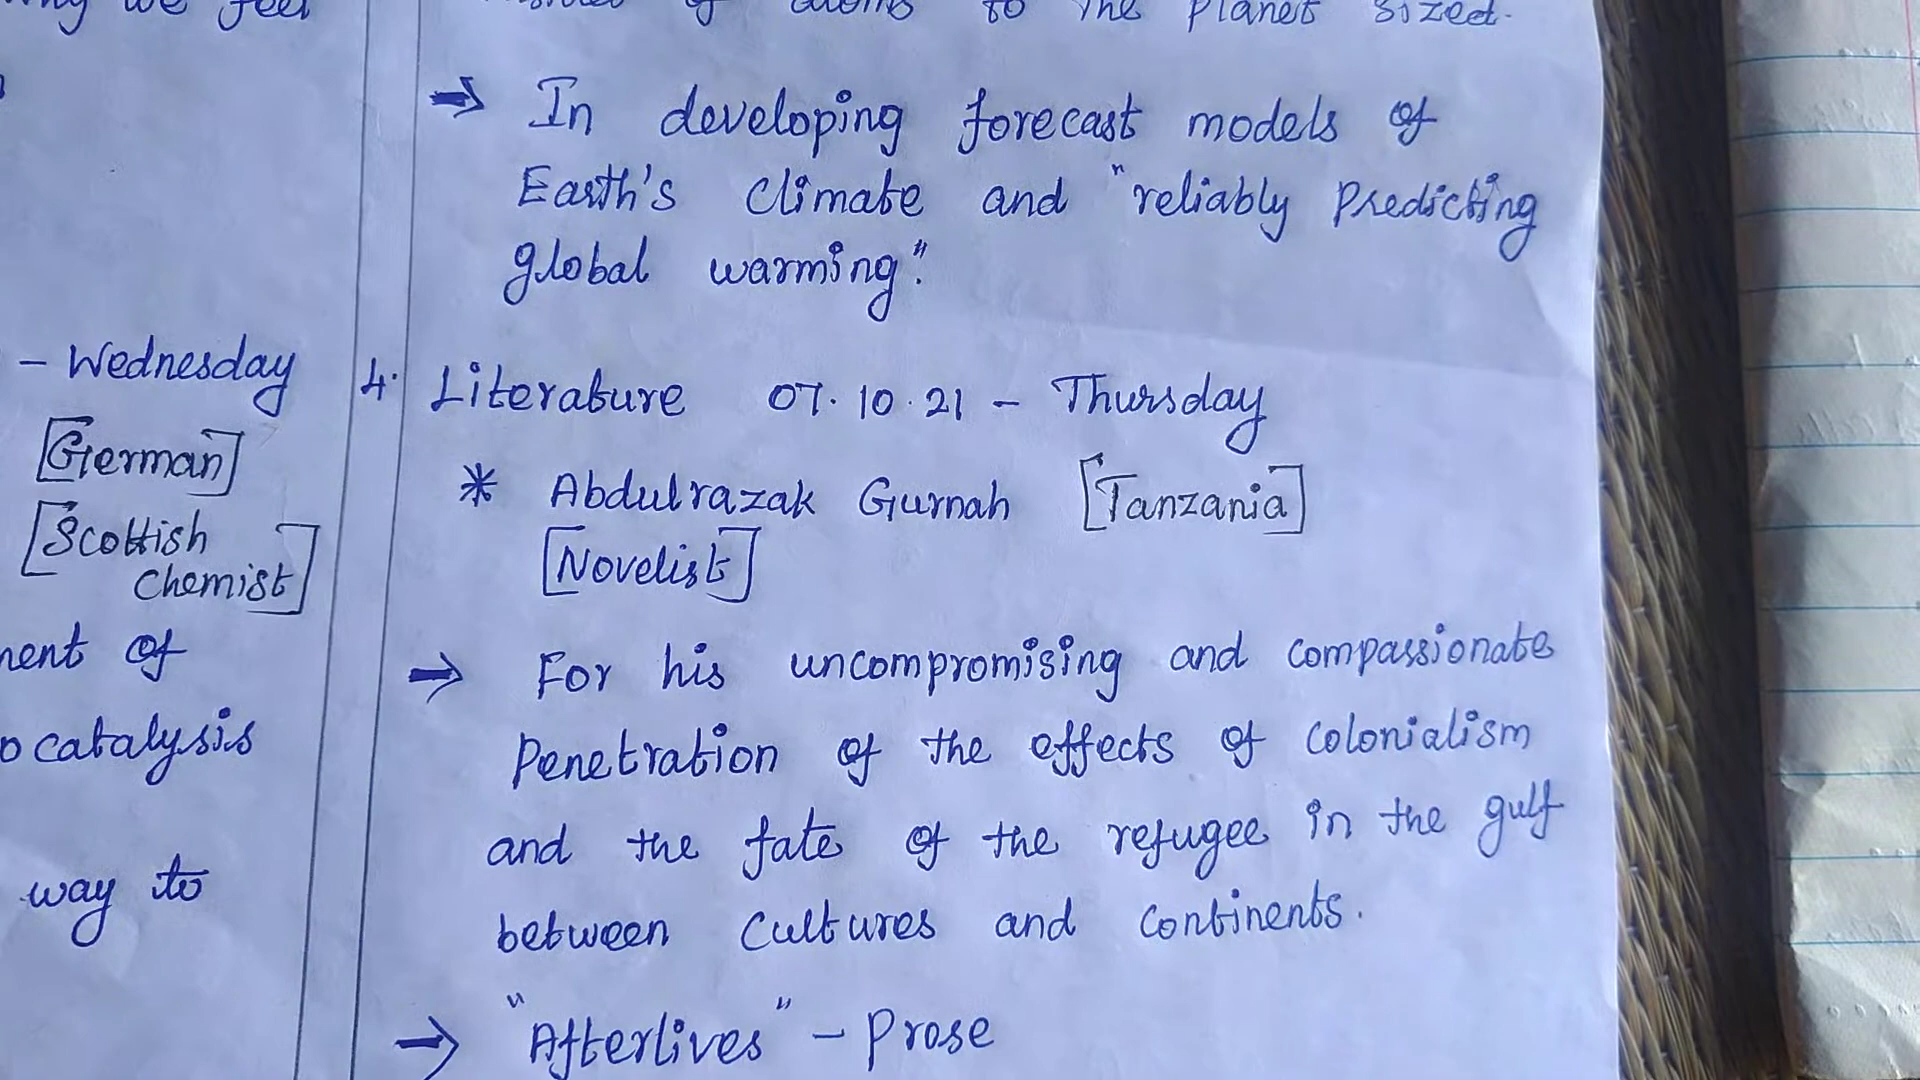 ny we feel
- Wednesday
[German]
[Scottish
Chemist]
ment of
o catalysis
way to
of atoms to the Planet Sized.
⇒ In developing forecast models of
Earth's Climate and "reliably Predicting
global warming."
4. Literature 07.10.21 - Thursday
* Abdulrazak Gurnah [Tanzania]
[Novelist]
→ For his uncompromising and compassionate
Penetration of the effects of Colonialism
and the fate of the refugee in the gulf
between Cultures and Continents.
→ "Afterlives" - Prose